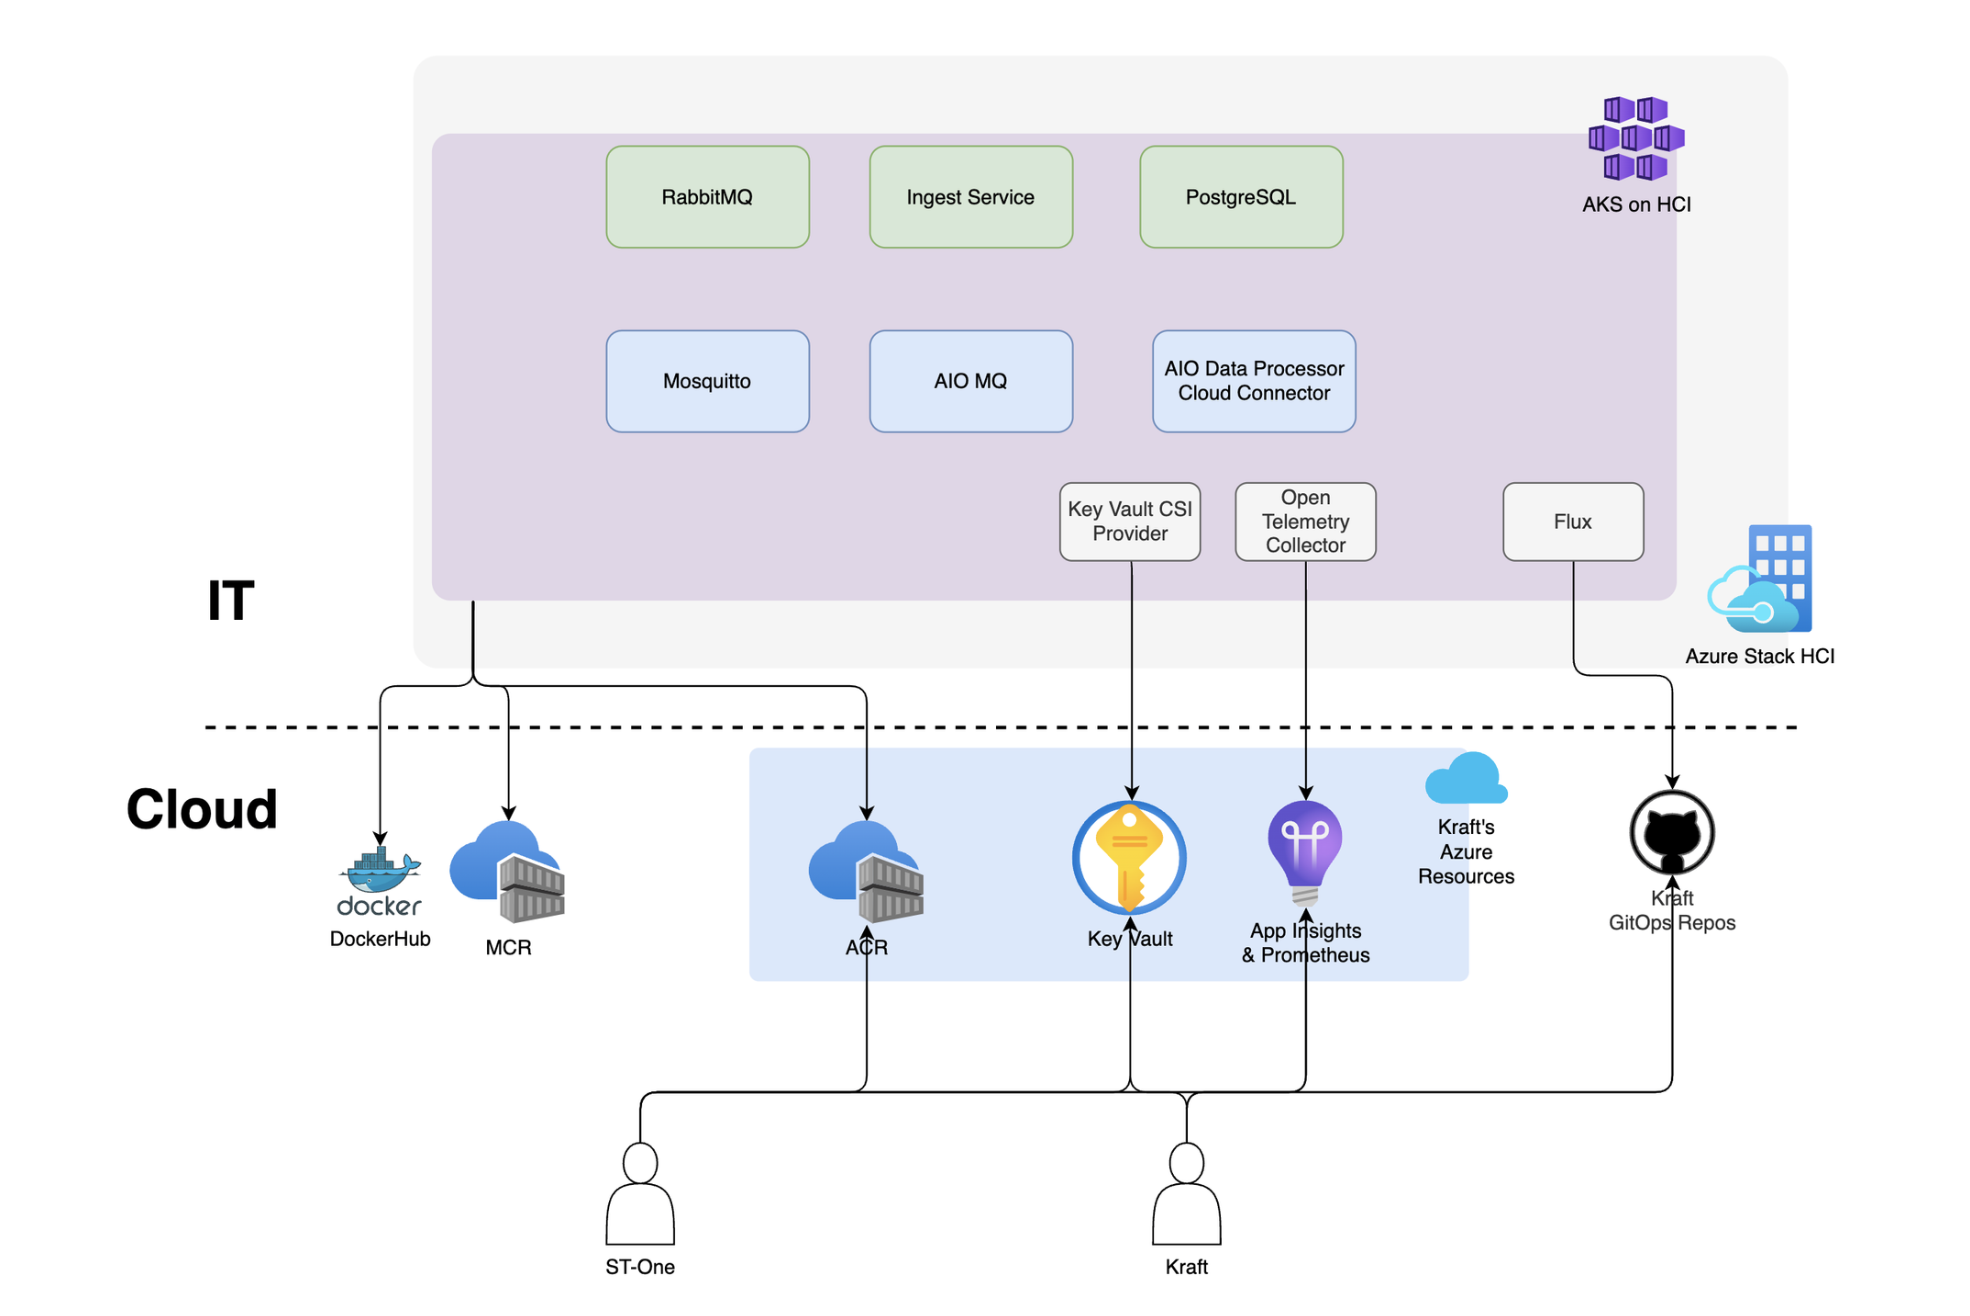 RabbitMQ
Ingest Service
PostgreSQL
AKS on HCI
Mosquitto
AIO MQ
AIO Data Processor
Cloud Connector
Key Vault CSI
Provider
Open
Telemetry
Collector
Flux
IT
Azure Stack HCI
Cloud
docker
DockerHub
MCR
ACR
Key Vault
App Insights
& Prometheus
Kraft's
Azure
Resources
Kraft
GitOps Repos
ST-One
Kraft